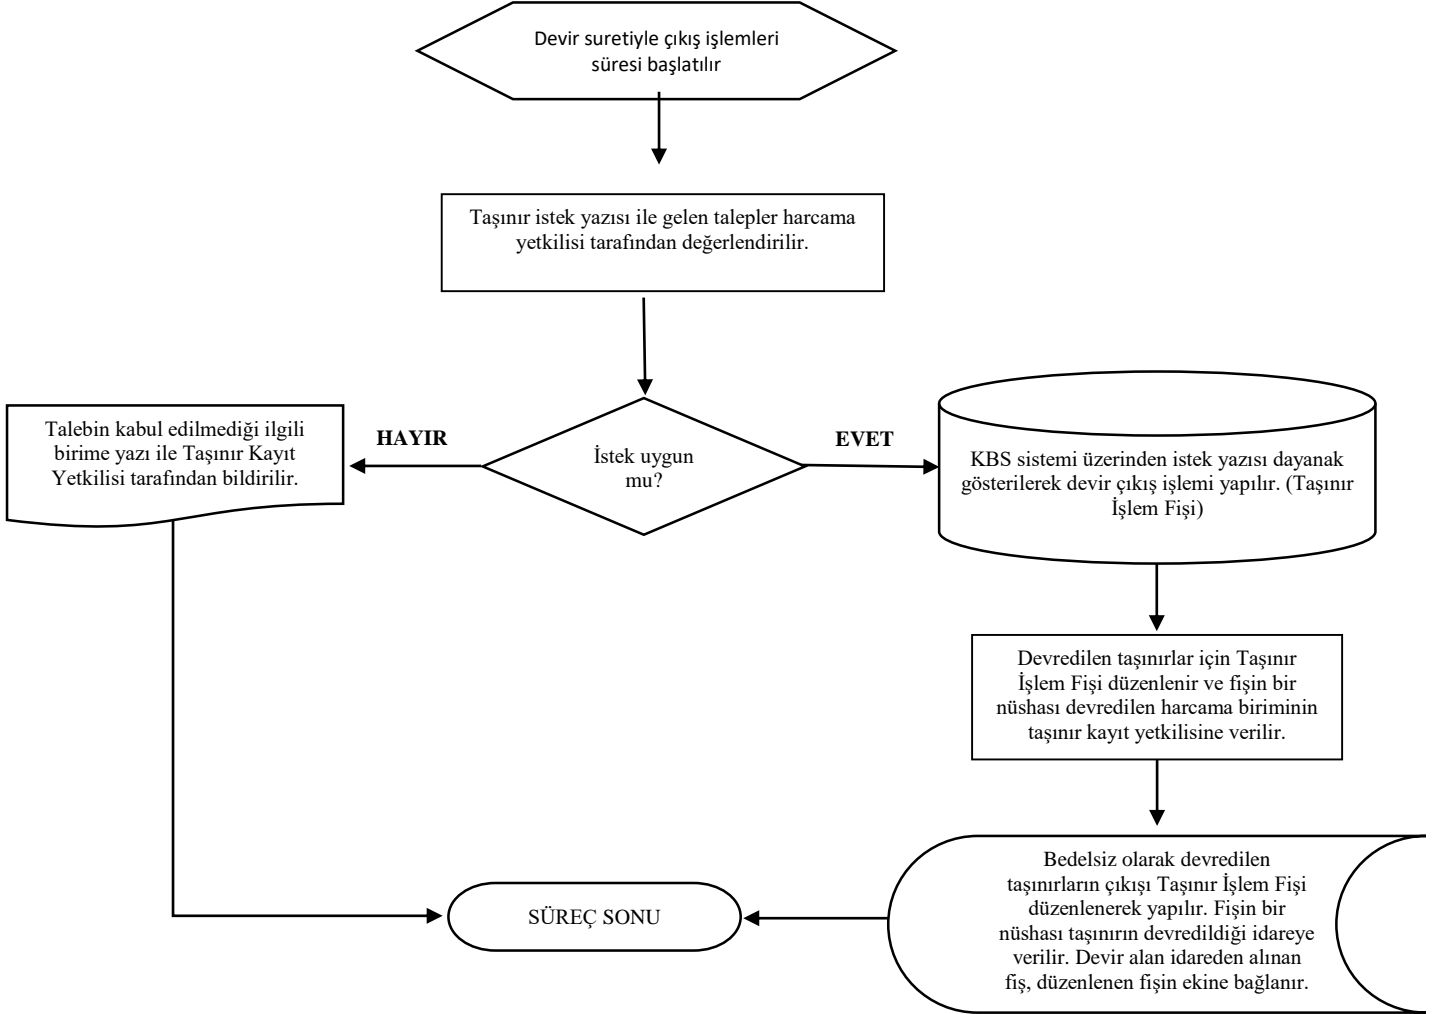 Devir suretiyle çıkış işlemleri
süresi başlatılır
Taşınır istek yazısı ile gelen talepler harcama
yetkilisi tarafından değerlendirilir.
Talebin kabul edilmediği ilgili
birime yazı ile Taşınır Kayıt
Yetkilisi tarafından bildirilir.
HAYIR
İstek uygun
mu?
EVET
KBS sistemi üzerinden istek yazısı dayanak
gösterilerek devir çıkış işlemi yapılır. (Taşınır
İşlem Fişi)
Devredilen taşınırlar için Taşınır
İşlem Fişi düzenlenir ve fişin bir
nüshası devredilen harcama biriminin
taşınır kayıt yetkilisine verilir.
Bedelsiz olarak devredilen
taşınırların çıkışı Taşınır İşlem Fişi
düzenlenerek yapılır. Fişin bir
nüshası taşınırın devredildiği idareye
verilir. Devir alan idareden alınan
fiş, düzenlenen fişin ekine bağlanır.
SÜREÇ SONU